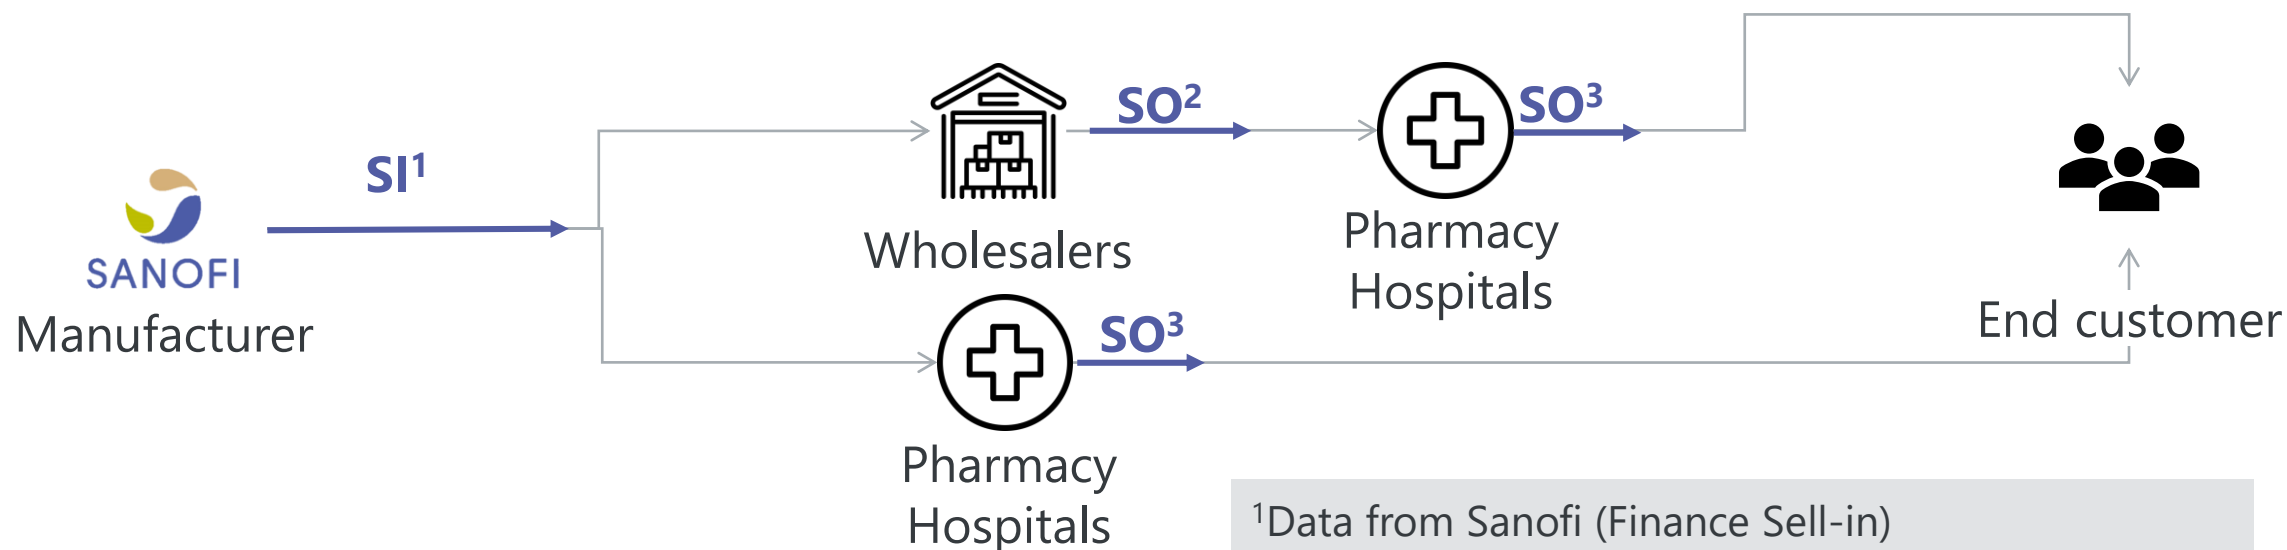 SI¹
SANOFI
Manufacturer
Wholesalers
SO²
Pharmacy
Hospitals
SO³
End customer
SO³
Pharmacy
Hospitals
¹Data from Sanofi (Finance Sell-in)